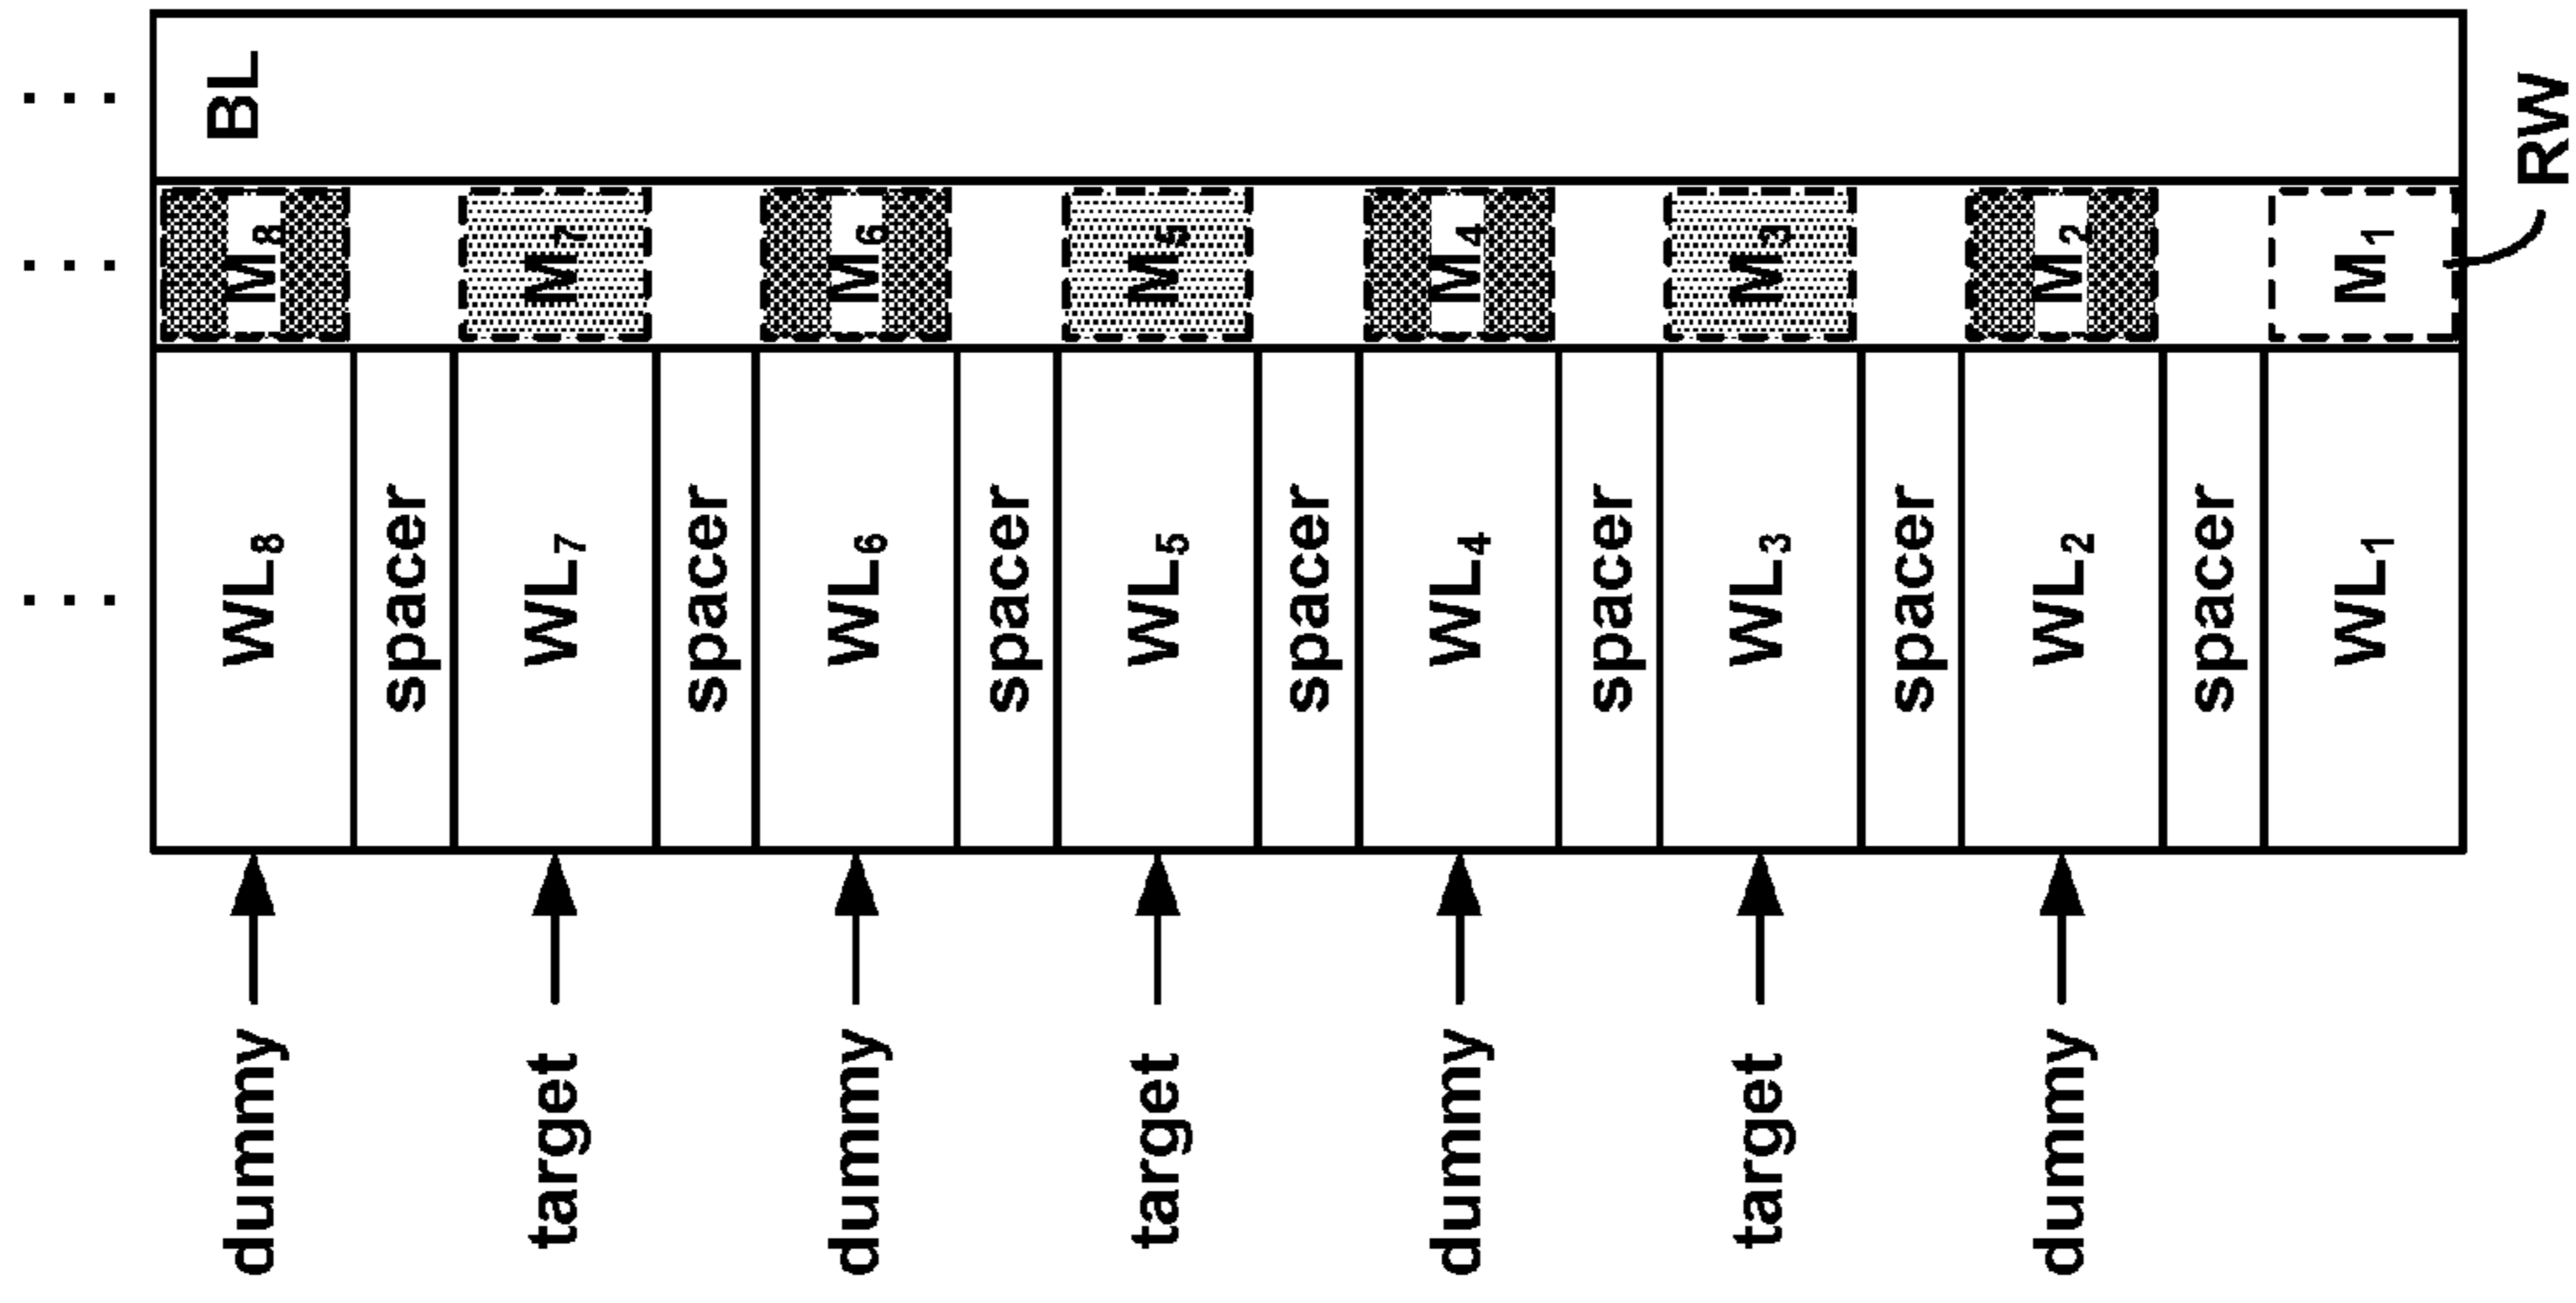 dummy
target
dummy
target
dummy
target
dummy
WL₈
spacer
WL₇
spacer
WL₆
spacer
WL₅
spacer
WL₄
spacer
WL₃
spacer
WL₂
spacer
WL₁
M₈
M₇
M₆
M₅
M₄
M₃
M₂
M₁
BL
RW
. . .
. . .
. . .